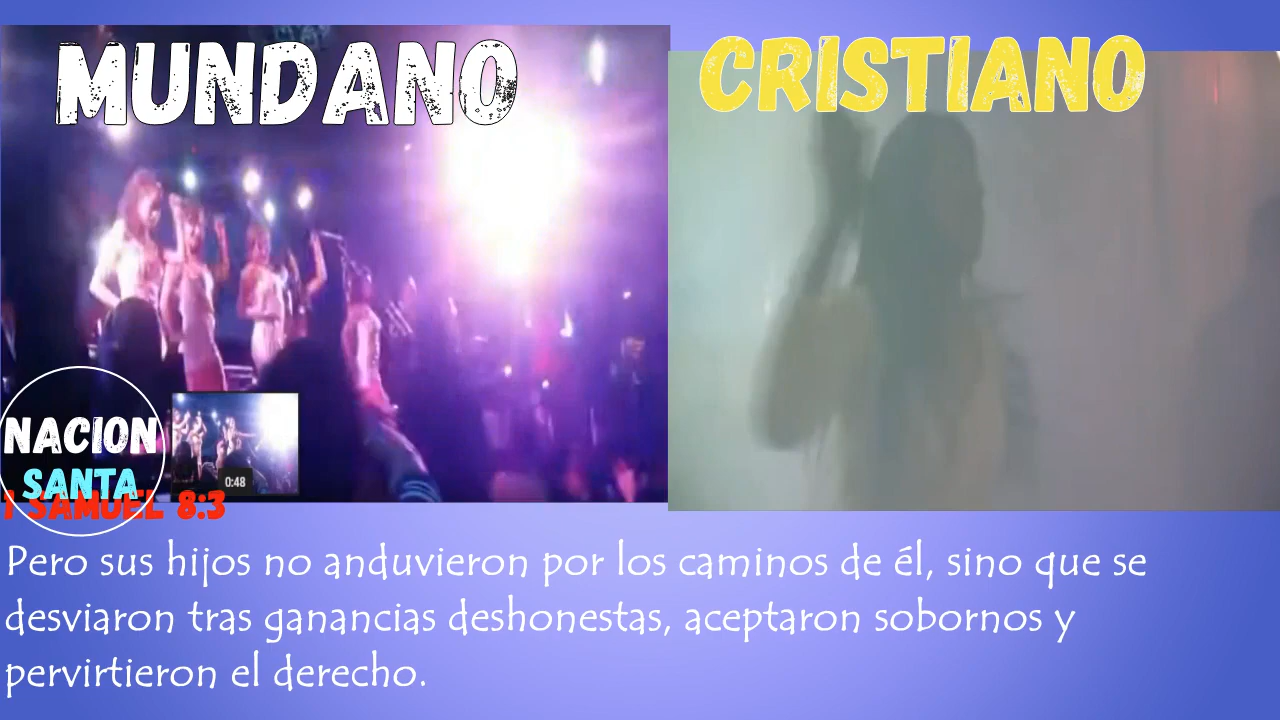 MUNDANO
CRISTIANO
NACION
SANTA
0:48
1 SAMUEL 8:3
Pero sus hijos no anduvieron por los caminos de él, sino que se
desviaron tras ganancias deshonestas, aceptaron sobornos y
pervirtieron el derecho.